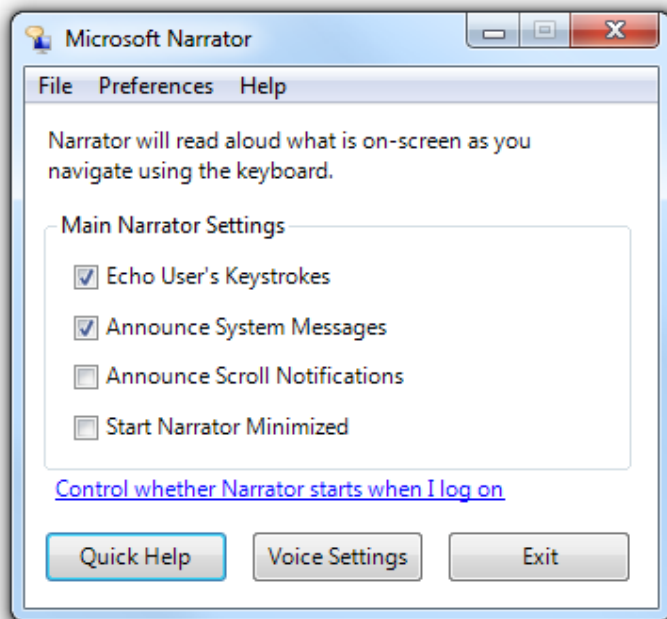 Microsoft Narrator
File Preferences Help
Narrator will read aloud what is on-screen as you
navigate using the keyboard.
Main Narrator Settings
Echo User's Keystrokes
Announce System Messages
Announce Scroll Notifications
Start Narrator Minimized
Control whether Narrator starts when I log on
Quick Help Voice Settings Exit